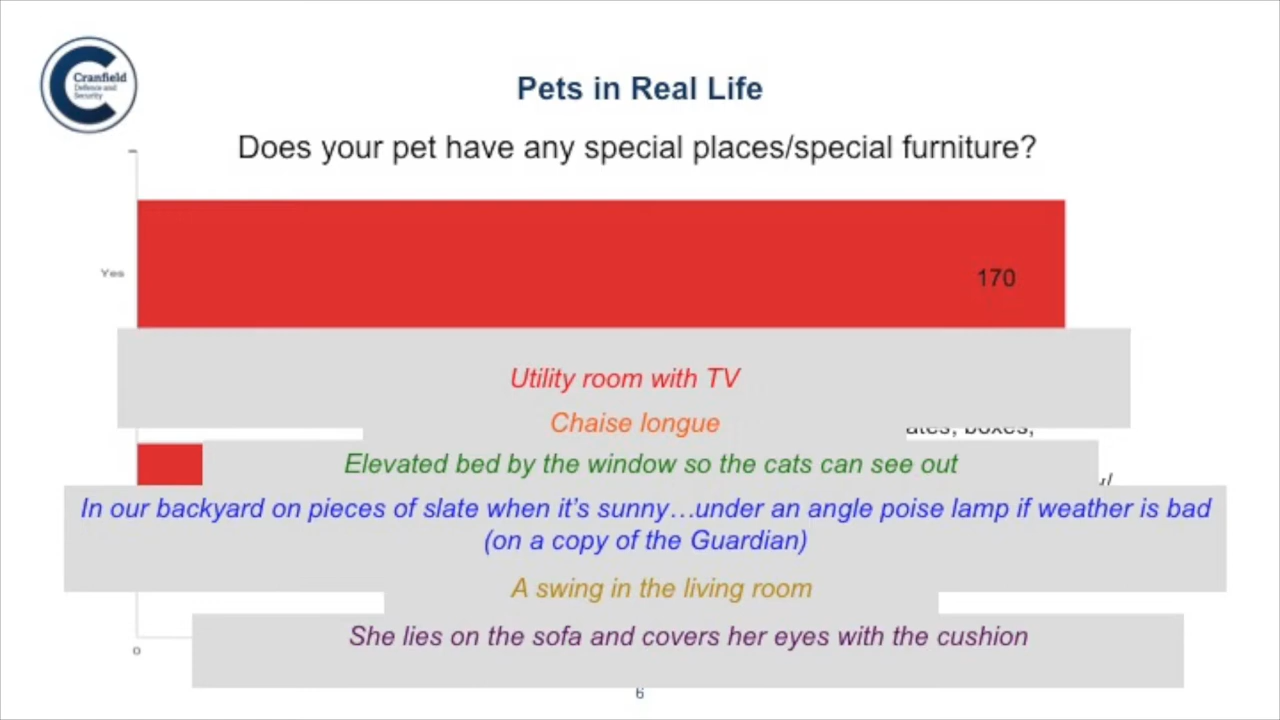 Cranfield
Defence and
Security
Pets in Real Life
Does your pet have any special places/special furniture?
Yes
170
Utility room with TV
Chaise longue
boxes,
Elevated bed by the window so the cats can see out
In our backyard on pieces of slate when it's sunny…under an angle poise lamp if weather is bad
(on a copy of the Guardian)
A swing in the living room
She lies on the sofa and covers her eyes with the cushion
0
6